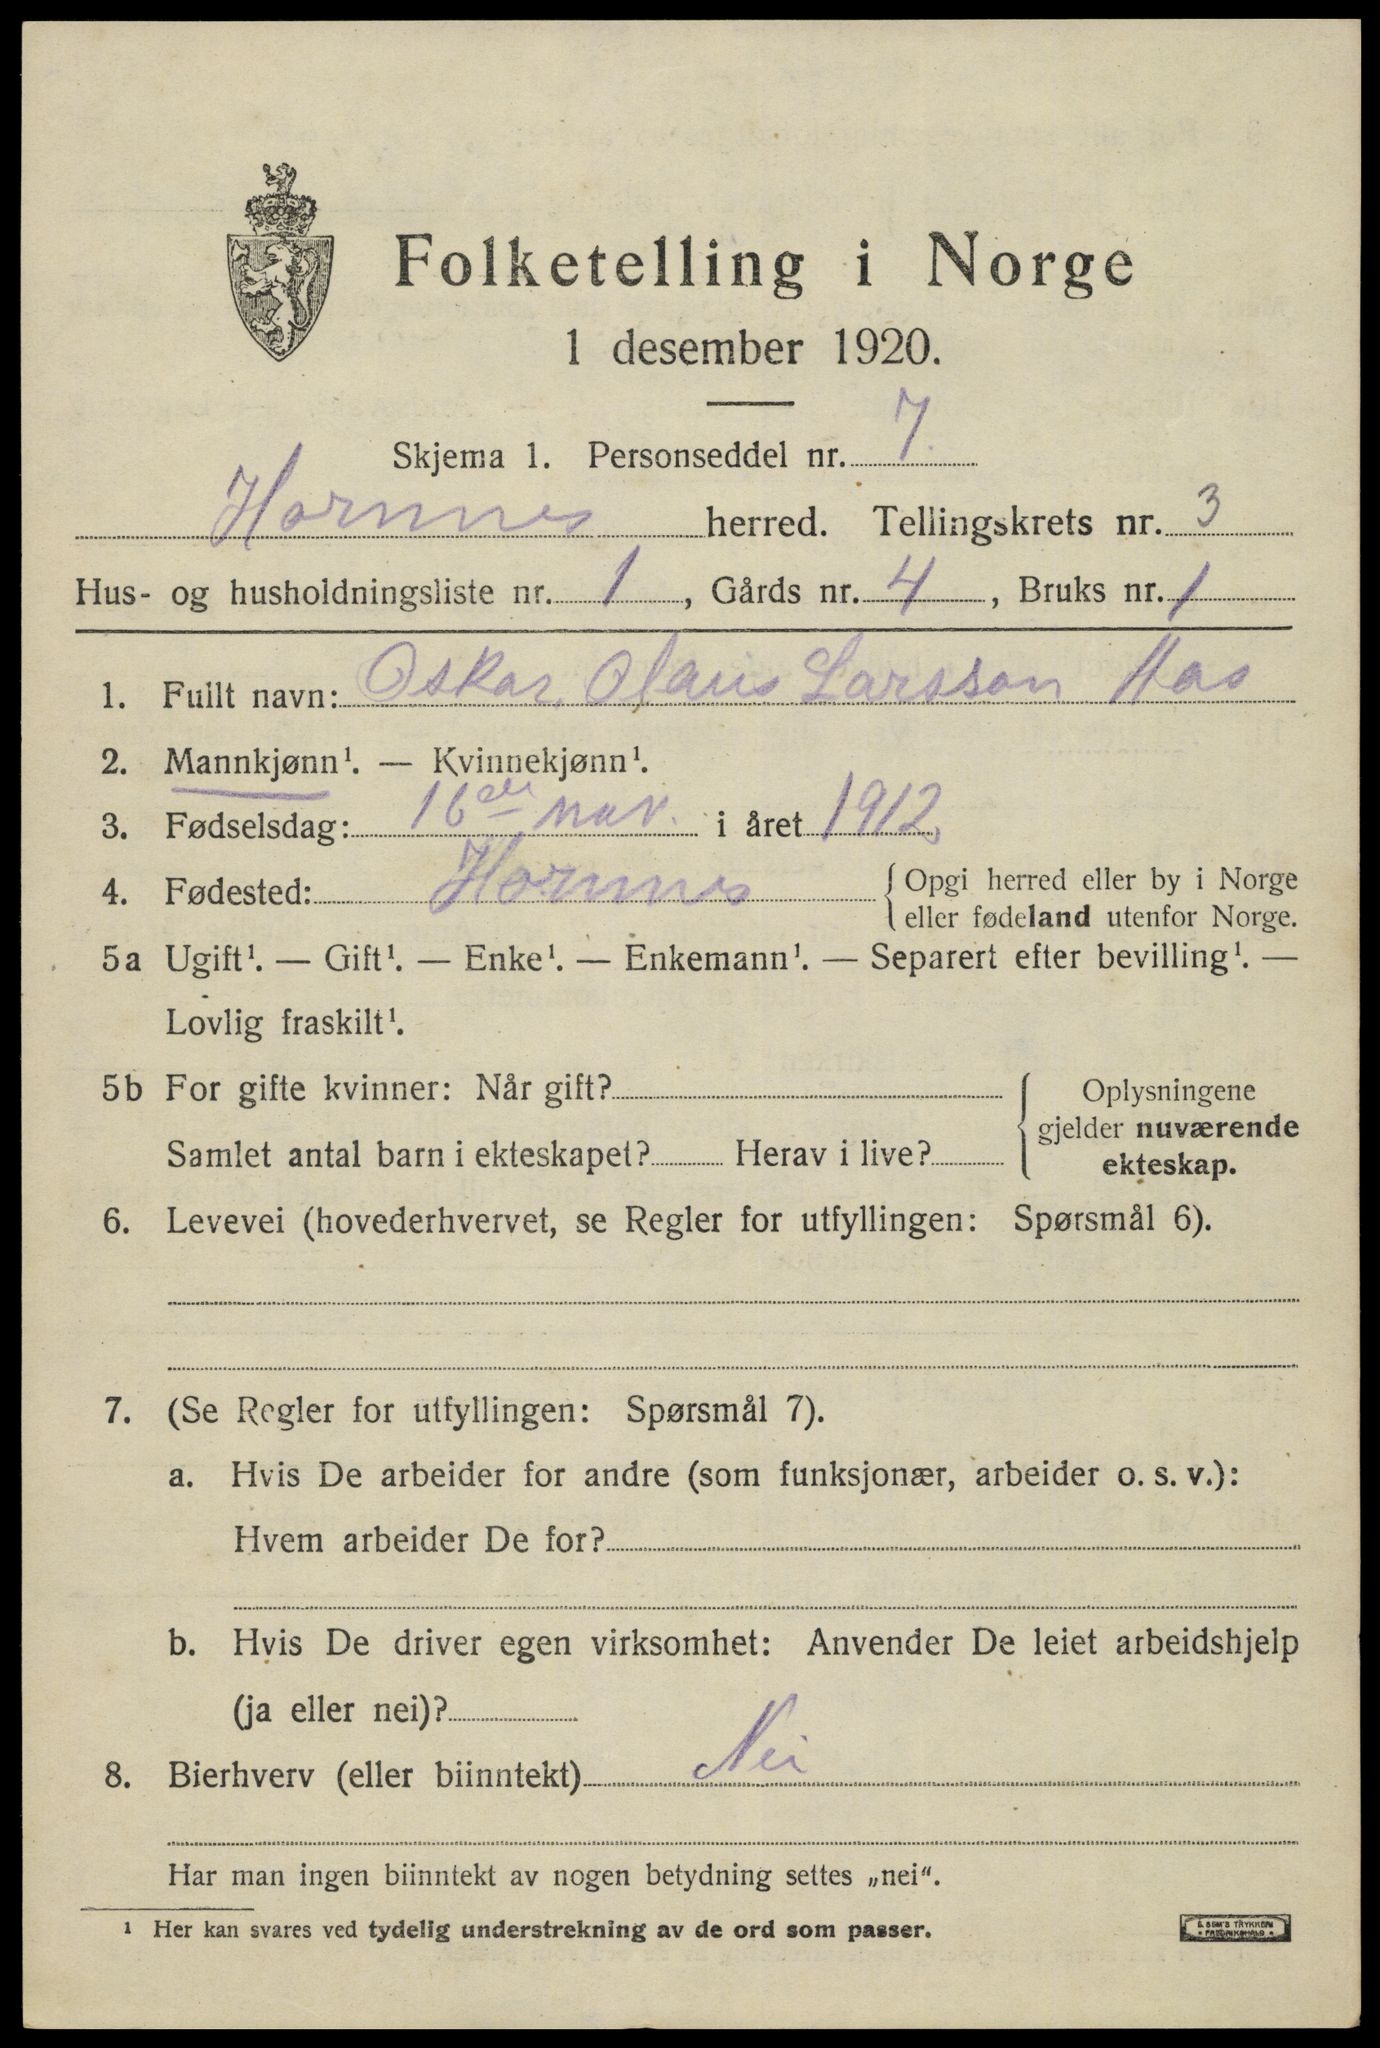 Folketelling i Norge
1 desember 1920.
Skjema 1. Personseddel nr. 7.
Hornnes herred. Tellingskrets nr. 3
Hus- og husholdningsliste nr. 1, Gårds nr. 4, Bruks nr. 1
1. Fullt navn: Oskar Olaus Larsson
2. Mannkjønn¹. — Kvinnekjønn¹.
3. Fødselsdag: 16de nov. i året 1912
4. Fødested: Hornnes {Opgi herred eller by i Norge
eller fødeland utenfor Norge.
5a Ugift¹. — Gift¹. — Enke¹. — Enkemann¹. — Separert efter bevilling¹. —
Lovlig fraskilt¹.
5b For gifte kvinner: Når gift? { Oplysningene
gjelder nuværende
Samlet antal barn i ekteskapet? Herav i live?
ekteskap.
6. Levevei (hovederhvervet, se Regler for utfyllingen: Spørsmål 6).
7. (Se Regler for utfyllingen: Spørsmål 7).
a. Hvis De arbeider for andre (som funksjonær, arbeider o. s. v.):
Hvem arbeider De for?
b. Hvis De driver egen virksomhet: Anvender De leiet arbeidshjelp
(ja eller nei)?
8. Bierhverv (eller biinntekt) Nei
Har man ingen biinntekt av nogen betydning settes „nei“.
¹ Her kan svares ved tydelig understrekning av de ord som passer.
E. SEM'S TRYKKERI
• FREDRIKSHALD •